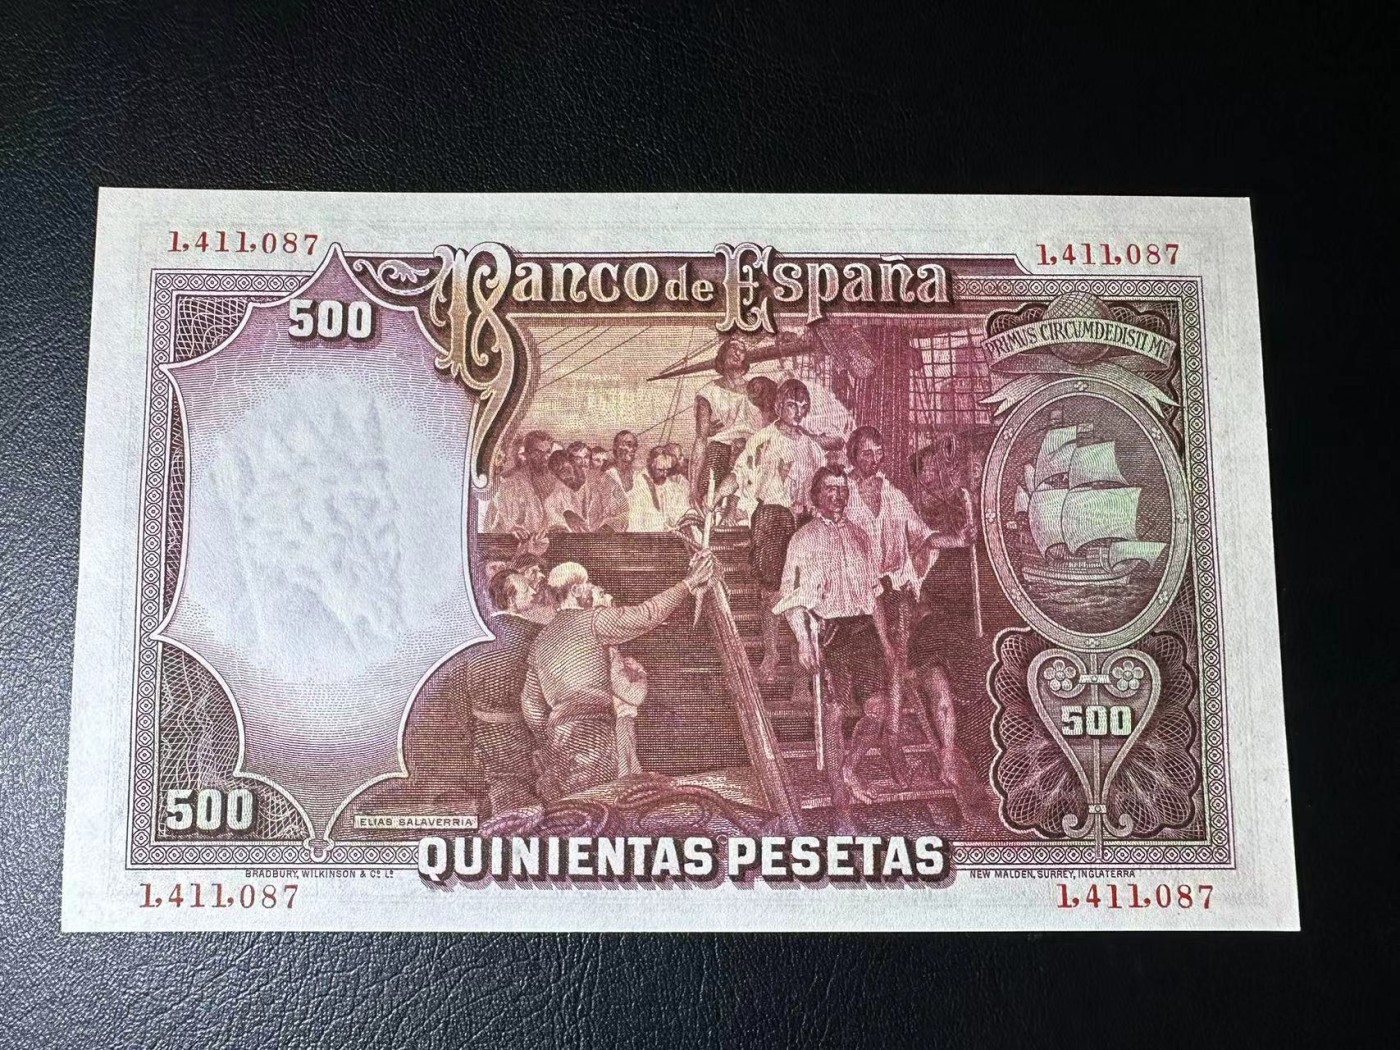 1,411,087
1,411,087
500
Banco de España
PRIMUS CIRCUMDEDISTI ME
500
500
ELIAS SALAVERRIA
QUINIENTAS PESETAS
BRADBURY, WILKINSON & Cº Lᵈ
NEW MALDEN, SURREY, INGLATERRA
1,411,087
1,411,087